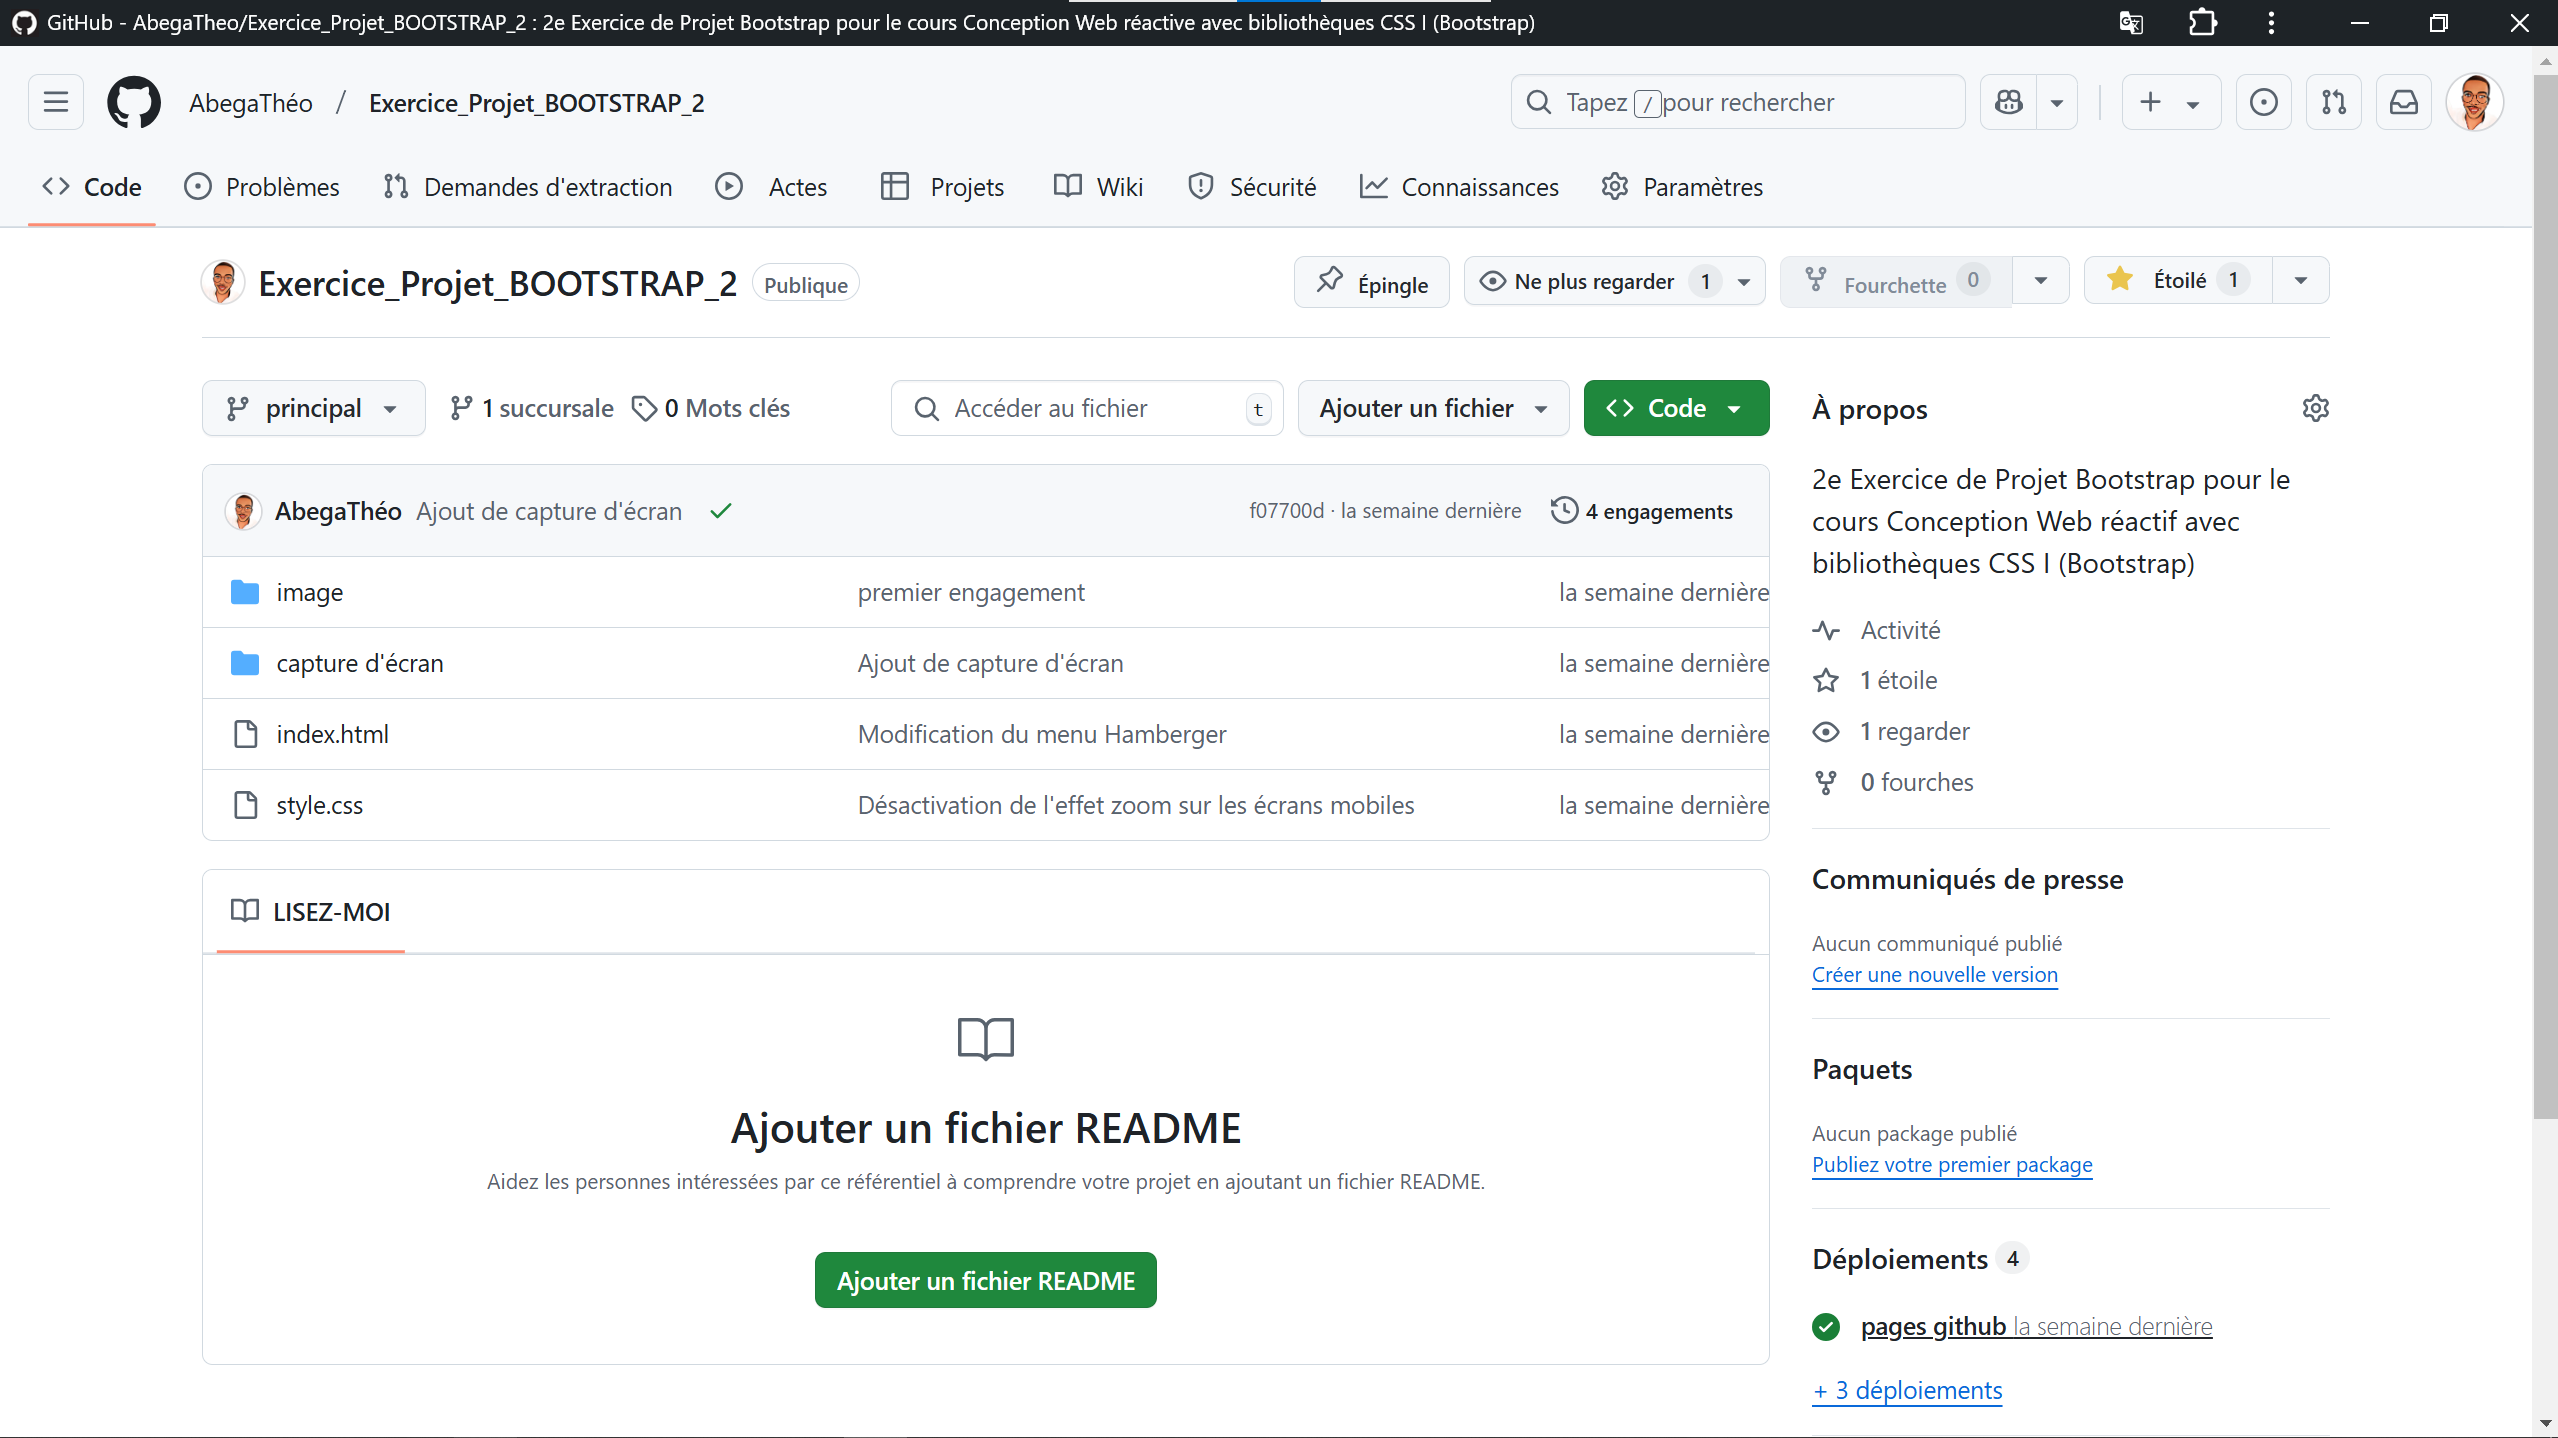 GitHub - AbegaTheo/Exercice_Projet_BOOTSTRAP_2 : 2e Exercice de Projet Bootstrap pour le cours Conception Web réactive avec bibliothèques CSS I (Bootstrap)
AbegaThéo / Exercice_Projet_BOOTSTRAP_2
Tapez / pour rechercher
Code
Problèmes
Demandes d'extraction
Actes
Projets
Wiki
Sécurité
Connaissances
Paramètres
Exercice_Projet_BOOTSTRAP_2 Publique
Épingle
Ne plus regarder 1
Fourchette 0
Étoilé 1
principal
1 succursale
0 Mots clés
Accéder au fichier t
Ajouter un fichier
Code
AbegaThéo Ajout de capture d'écran
f07700d · la semaine dernière
4 engagements
image premier engagement la semaine dernière
capture d'écran Ajout de capture d'écran la semaine dernière
index.html Modification du menu Hamberger la semaine dernière
style.css Désactivation de l'effet zoom sur les écrans mobiles la semaine dernière
LISEZ-MOI
Ajouter un fichier README
Aidez les personnes intéressées par ce référentiel à comprendre votre projet en ajoutant un fichier README.
Ajouter un fichier README
À propos
2e Exercice de Projet Bootstrap pour le
cours Conception Web réactif avec
bibliothèques CSS I (Bootstrap)
Activité
1 étoile
1 regarder
0 fourches
Communiqués de presse
Aucun communiqué publié
Créer une nouvelle version
Paquets
Aucun package publié
Publiez votre premier package
Déploiements 4
pages github la semaine dernière
+ 3 déploiements